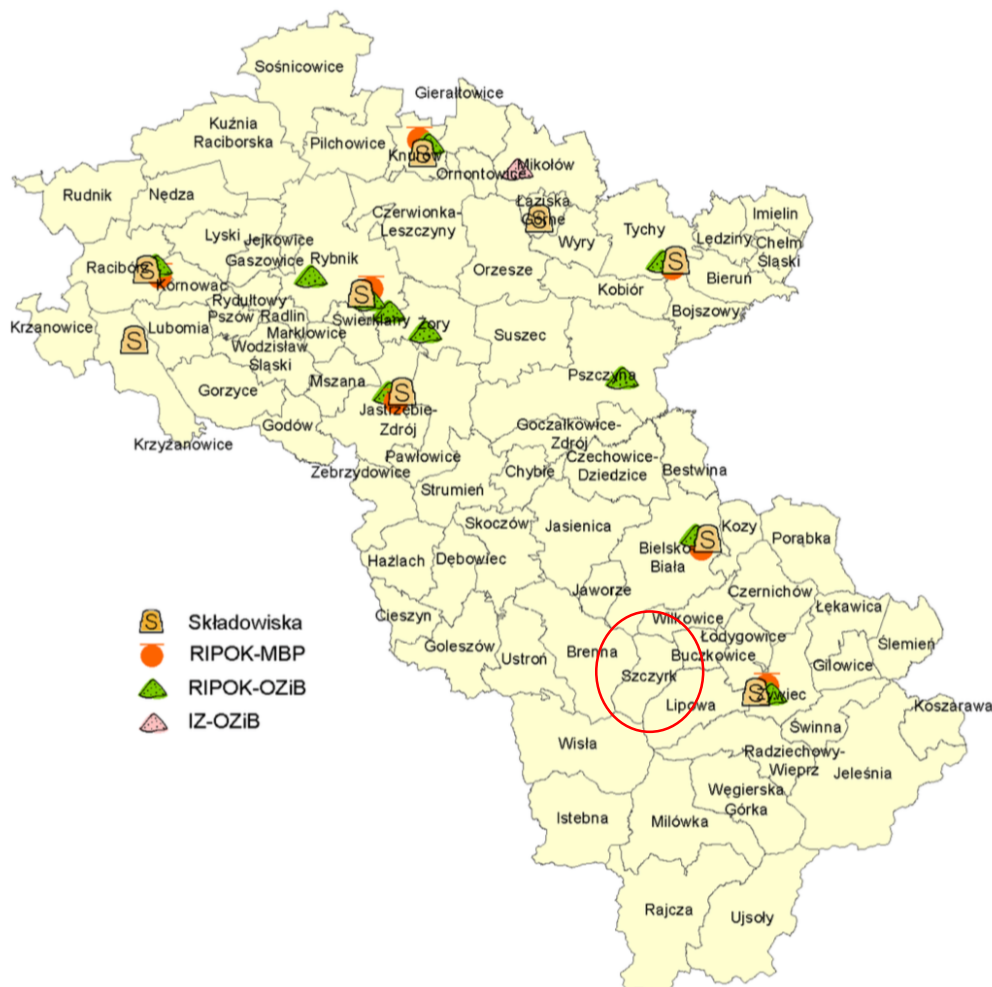 Sośnicowice
Gierałtowice
Kuźnia
Raciborska
Pilchowice
Knurów
Ornontowice
Mikołów
Rudnik
Nędza
Łaziska
Górne
Czerwionka-
Leszczyny
Tychy
Imielin
Lędziny
Chełm
Śląski
Wyry
Lyski
Jejkowice
Gaszowice
Rybnik
Racibórz
Kornowac
Orzesze
Bieruń
Kobiór
Bojszowy
Rydułtowy
Pszów
Radlin
Świerklany
Żory
Krzanowice
Lubomia
Marklowice
Wodzisław
Śląski
Suszec
Pszczyna
Mszana
Gorzyce
Jastrzębie-
Zdrój
Godów
Krzyżanowice
Goczałkowice-
Zdrój
Pawłowice
Zebrzydowice
Chybie
Czechowice-
Dziedzice
Bestwina
Strumień
Skoczów
Jasienica
Kozy
Porąbka
Bielsko
Biała
Hażlach
Dębowiec
Jaworze
Czernichów
Łękawica
Cieszyn
Wilkowice
Łodygowice
Goleszów
Ustroń
Brenna
Buczkowice
Ślemień
Gilowice
Szczyrk
Lipowa
Żywiec
Koszarawa
Świnna
Wisła
Radziechowy-
Wieprz
Jeleśnia
Węgierska
Górka
Istebna
Milówka
Rajcza
Ujsoły
S Składowiska
RIPOK-MBP
RIPOK-OZiB
IZ-OZiB
S
S
S
S
S
S
S
S
S